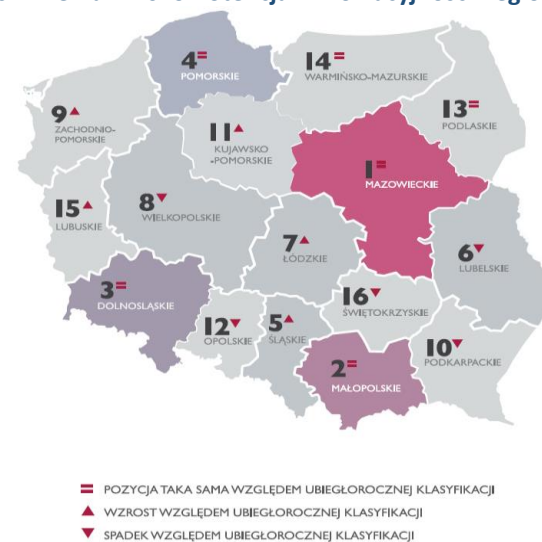 4 =
POMORSKIE
14 =
WARMIŃSKO-MAZURSKIE
9 ▲
ZACHODNIO-
POMORSKIE
11 ▲
KUJAWSKO
-POMORSKIE
13 =
PODLASKIE
1 =
MAZOWIECKIE
15 ▲
LUBUSKIE
8 ▼
WIELKOPOLSKIE
7 ▲
ŁÓDZKIE
6 ▼
LUBELSKIE
3 =
DOLNOSLĄSKIE
12 ▼
OPOLSKIE
5 ▲
ŚLĄSKIE
16 ▼
ŚWIĘTOKRZYSKIE
2 =
MAŁOPOLSKIE
10 ▼
PODKARPACKIE
= POZYCJA TAKA SAMA WZGLĘDEM UBIEGŁOROCZNEJ KLASYFIKACJI
▲ WZROST WZGLĘDEM UBIEGŁOROCZNEJ KLASYFIKACJI
▼ SPADEK WZGLĘDEM UBIEGŁOROCZNEJ KLASYFIKACJI